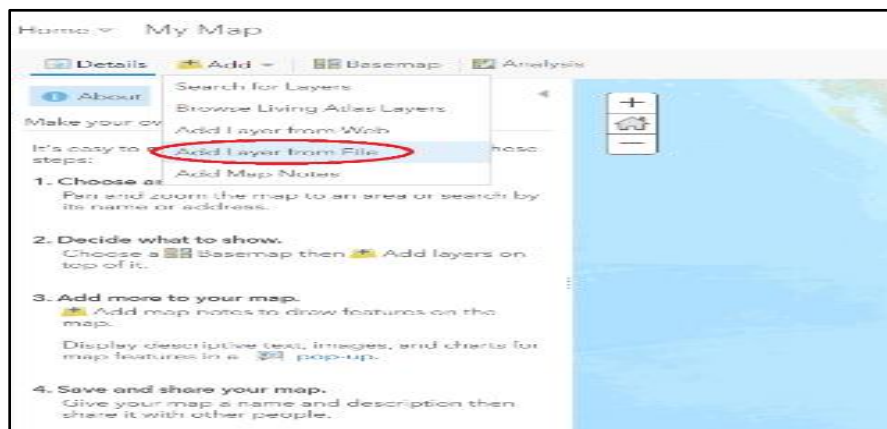 Home My Map
Details Add Basemap Analysis
About
Search for Layers
Browse Living Atlas Layers
Make your ow
Add Layer from Web
It's easy to hese
Add Layer from File
steps:
Add Map Notes
1. Choose a
Pan and zoom the map to an area or search by
its name or address.
2. Decide what to show.
Choose a Basemap then Add layers on
top of it.
3. Add more to your map.
Add map notes to draw features on the
map.
Display descriptive text, images, and charts for
map features in a pop-up.
4. Save and share your map.
Give your map a name and description then
share it with other people.
+
−